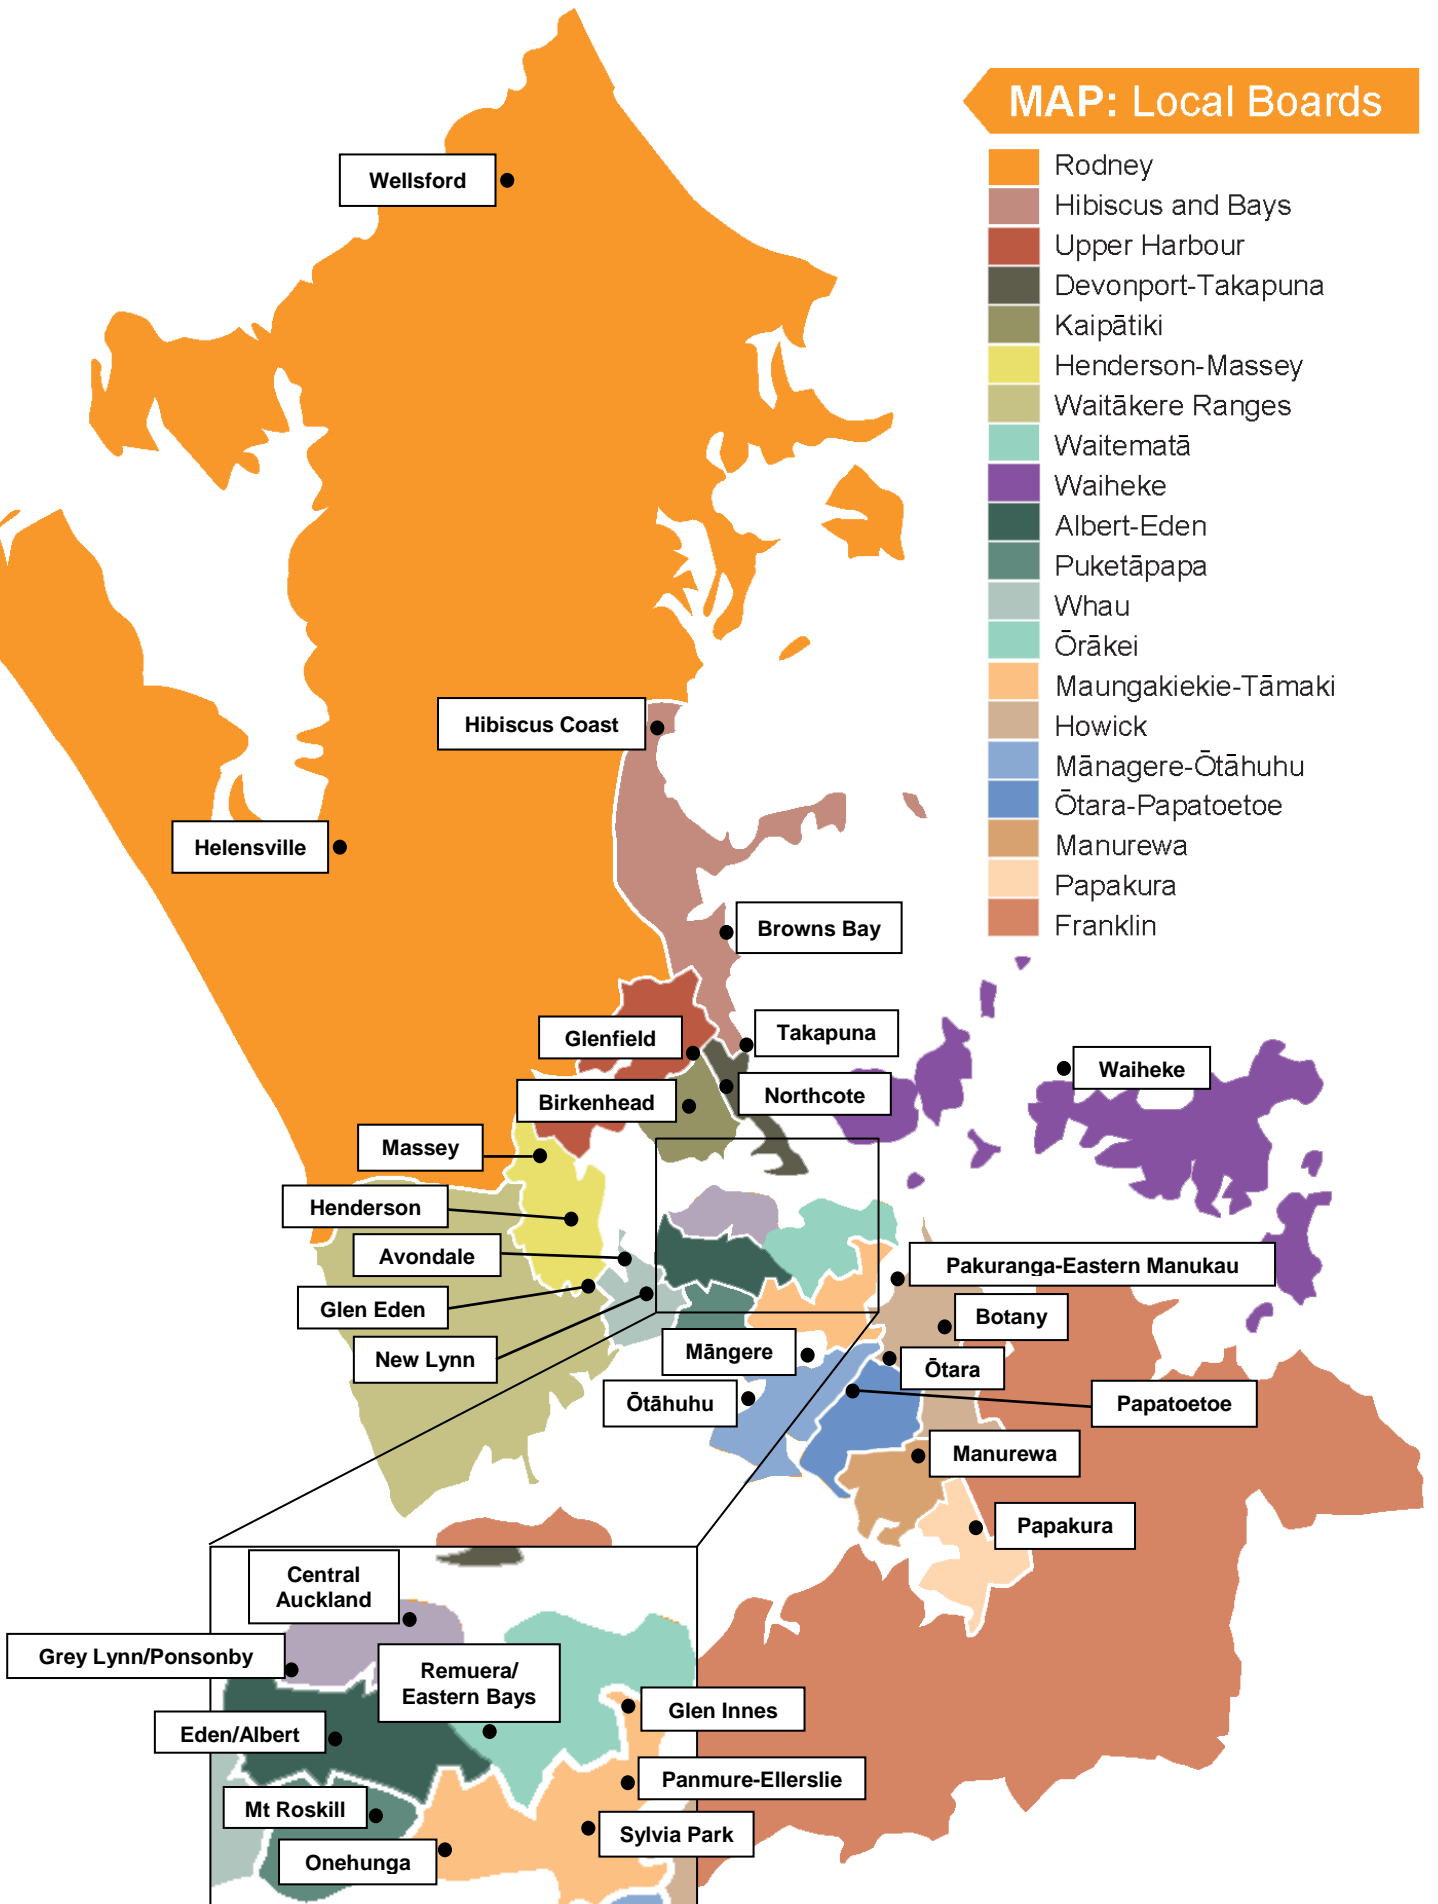 MAP: Local Boards
Rodney
Hibiscus and Bays
Upper Harbour
Devonport-Takapuna
Kaipātiki
Henderson-Massey
Waitākere Ranges
Waitematā
Waiheke
Albert-Eden
Puketāpapa
Whau
Ōrākei
Maungakiekie-Tāmaki
Howick
Mānagere-Ōtāhuhu
Ōtara-Papatoetoe
Manurewa
Papakura
Franklin
Wellsford
Hibiscus Coast
Helensville
Browns Bay
Takapuna
Glenfield
Waiheke
Northcote
Birkenhead
Massey
Henderson
Avondale
Pakuranga-Eastern Manukau
Glen Eden
Botany
Māngere
New Lynn
Ōtara
Ōtāhuhu
Papatoetoe
Manurewa
Papakura
Central
Auckland
Grey Lynn/Ponsonby
Remuera/
Eastern Bays
Glen Innes
Eden/Albert
Panmure-Ellerslie
Mt Roskill
Sylvia Park
Onehunga